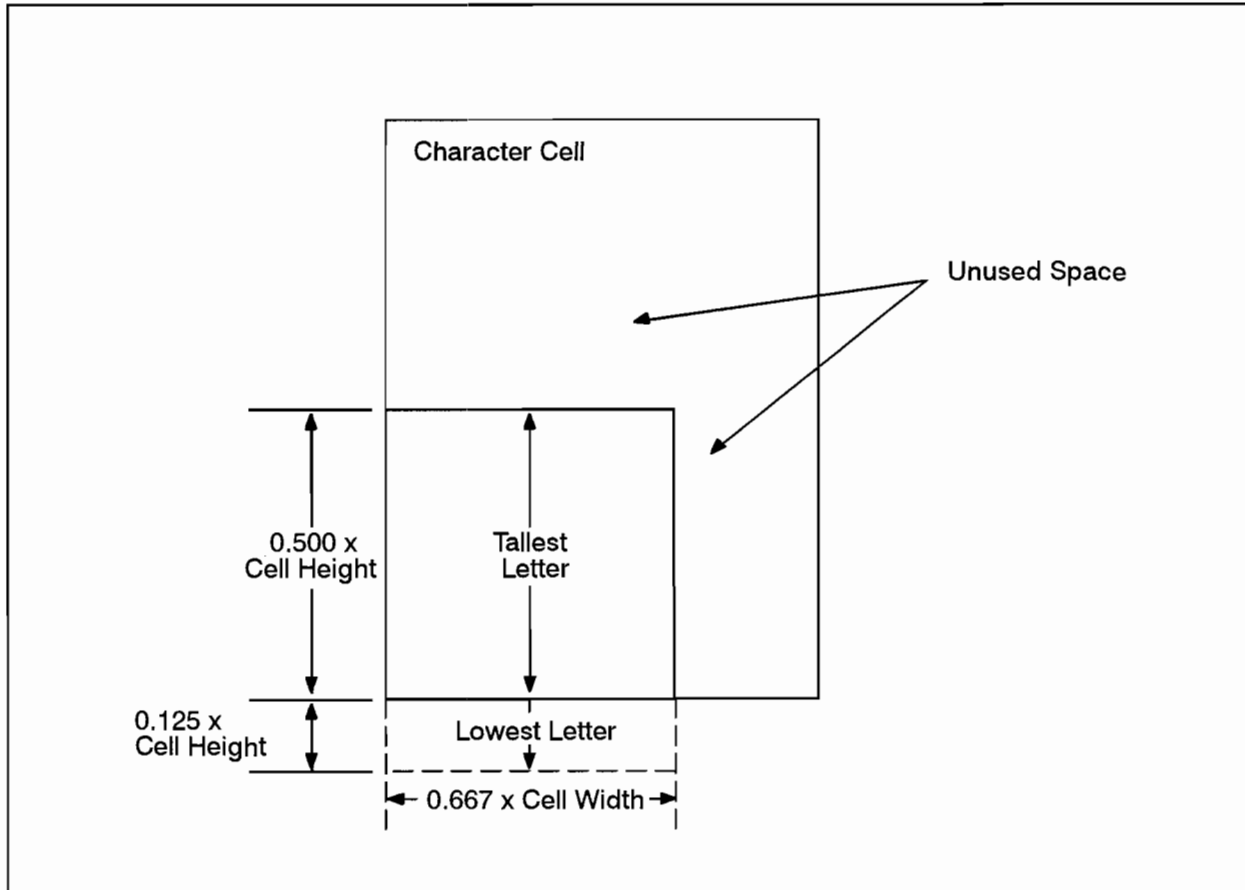 Character Cell
Unused Space
0.500 x
Cell Height
Tallest
Letter
0.125 x
Cell Height
Lowest Letter
0.667 x Cell Width